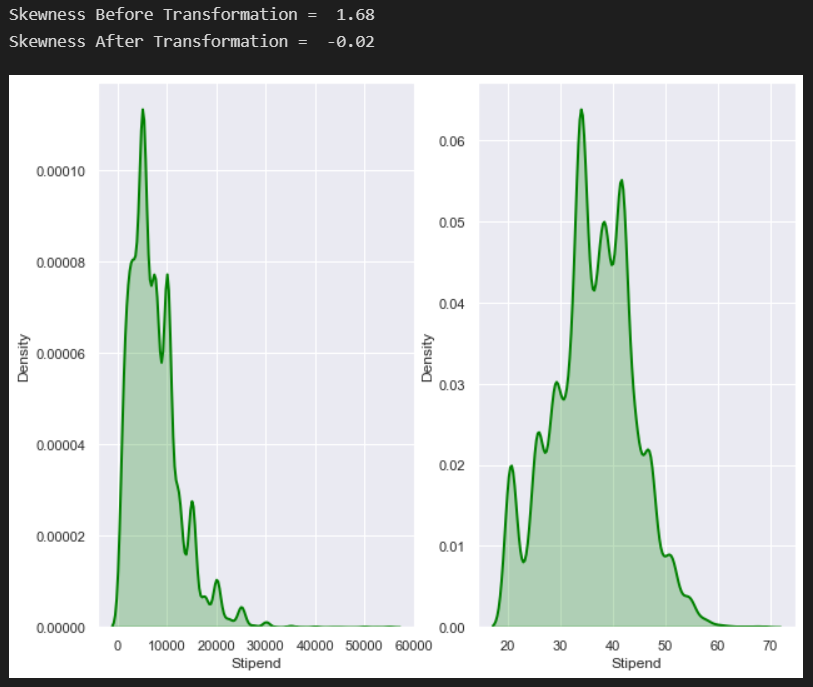 Skewness Before Transformation =  1.68
Skewness After Transformation =  -0.02
0.00010
0.00008
0.00006
0.00004
0.00002
0.00000
Density
0 10000 20000 30000 40000 50000 60000
Stipend
0.06
0.05
0.04
0.03
0.02
0.01
0.00
Density
20 30 40 50 60 70
Stipend